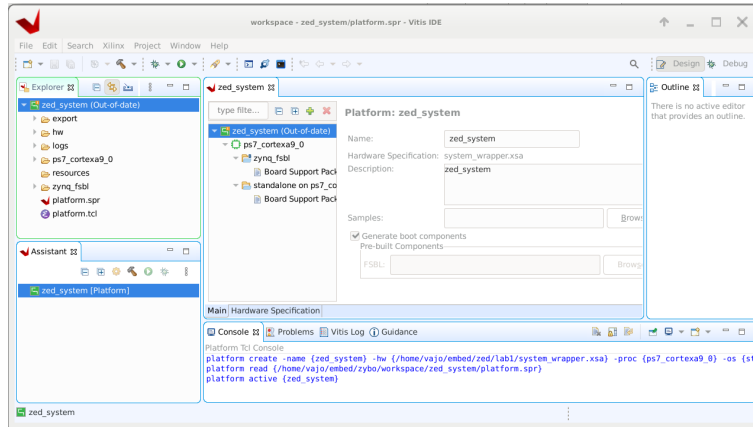 workspace - zed_system/platform.spr - Vitis IDE
File Edit Search Xilinx Project Window Help
Design Debug
Explorer
zed_system (Out-of-date)
export
hw
logs
ps7_cortexa9_0
resources
zynq_fsbl
platform.spr
platform.tcl
Assistant
zed_system [Platform]
zed_system
type filte...
zed_system (Out-of-date)
ps7_cortexa9_0
zynq_fsbl
Board Support Pack
standalone on ps7_co
Board Support Pack
Platform: zed_system
Name: zed_system
Hardware Specification: system_wrapper.xsa
Description: zed_system
Samples: Brows
Generate boot components
Pre-built Components
FSBL: Browse
Main Hardware Specification
Outline
There is no active editor
that provides an outline.
Console Problems Vitis Log Guidance
Platform Tcl Console
platform create -name {zed_system} -hw {/home/vajo/embed/zed/lab1/system_wrapper.xsa} -proc {ps7_cortexa9_0} -os {st
platform read {/home/vajo/embed/zybo/workspace/zed_system/platform.spr}
platform active {zed_system}
zed_system